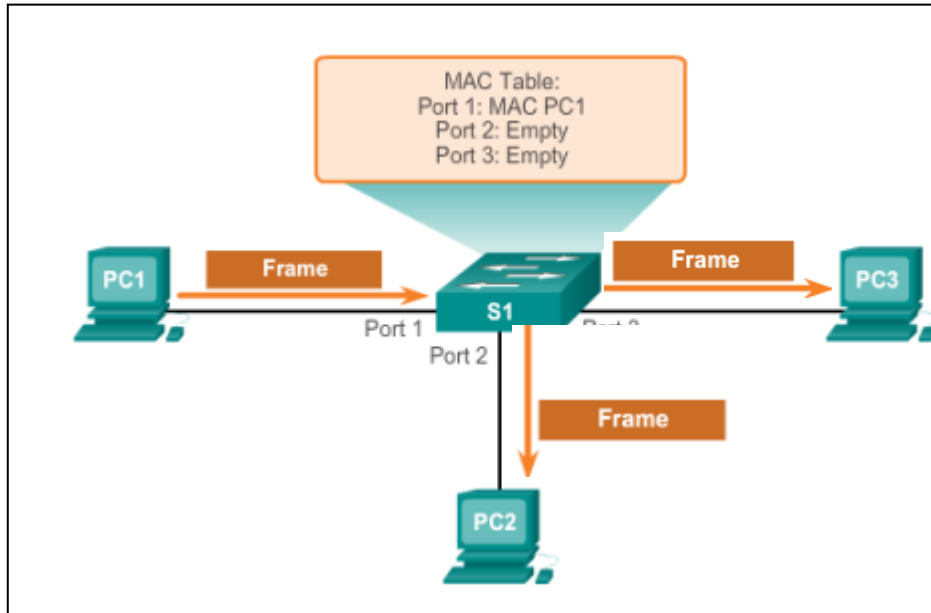 MAC Table:
Port 1: MAC PC1
Port 2: Empty
Port 3: Empty
PC1
Frame
Frame
PC3
S1
Port 1
Port
Port 2
Frame
PC2